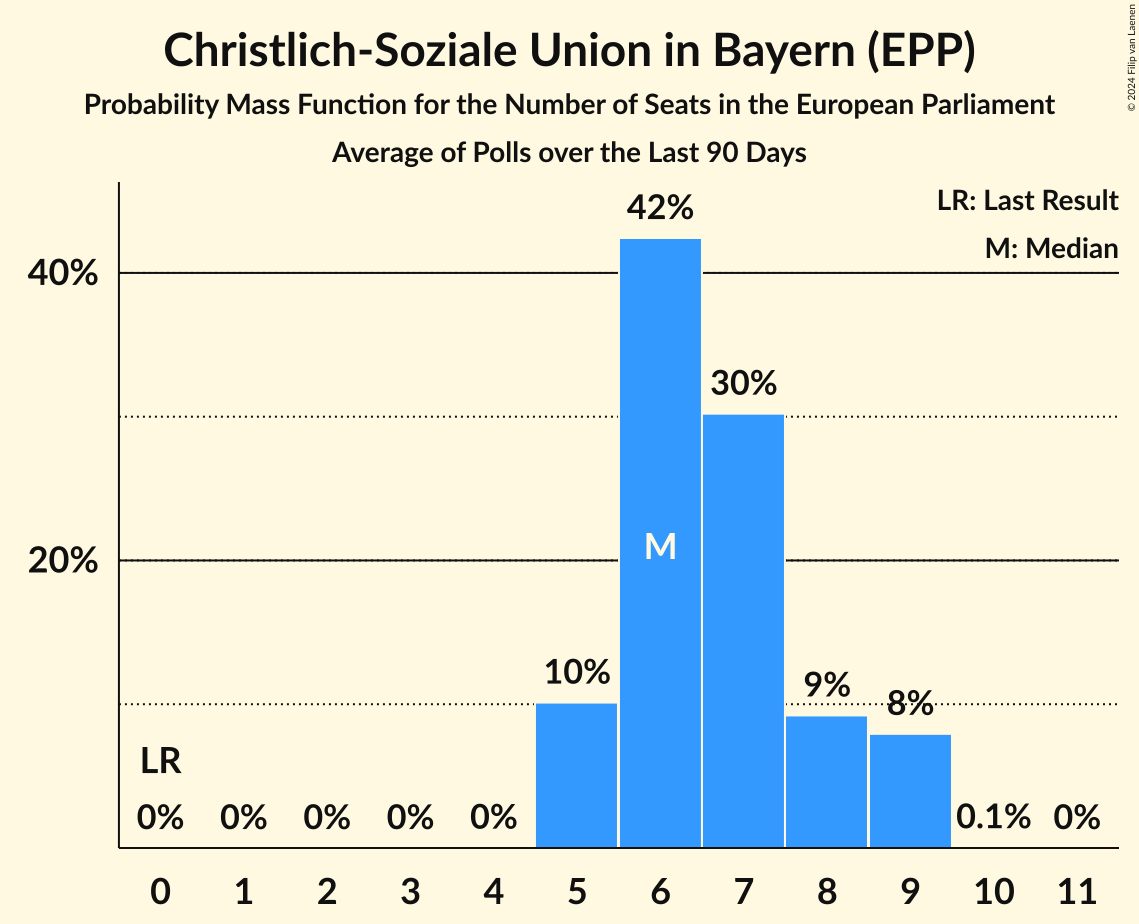 Christlich-Soziale Union in Bayern (EPP)
Probability Mass Function for the Number of Seats in the European Parliament
Average of Polls over the Last 90 Days
© 2024 Filip van Laenen
LR: Last Result
M: Median
42%
40%
30%
M
20%
10%
9%
8%
LR
0% 0% 0% 0% 0% 0.1% 0%
0 1 2 3 4 5 6 7 8 9 10 11